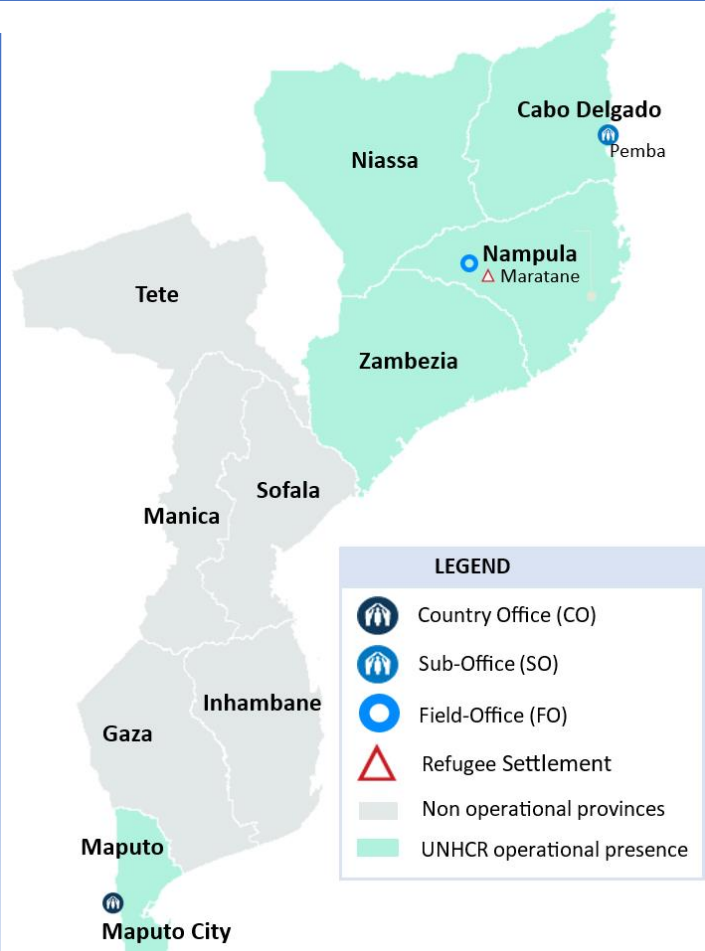 Cabo Delgado
Pemba
Niassa
Nampula
Maratane
Tete
Zambezia
Sofala
Manica
Inhambane
Gaza
Maputo
Maputo City
LEGEND
Country Office (CO)
Sub-Office (SO)
Field-Office (FO)
Refugee Settlement
Non operational provinces
UNHCR operational presence